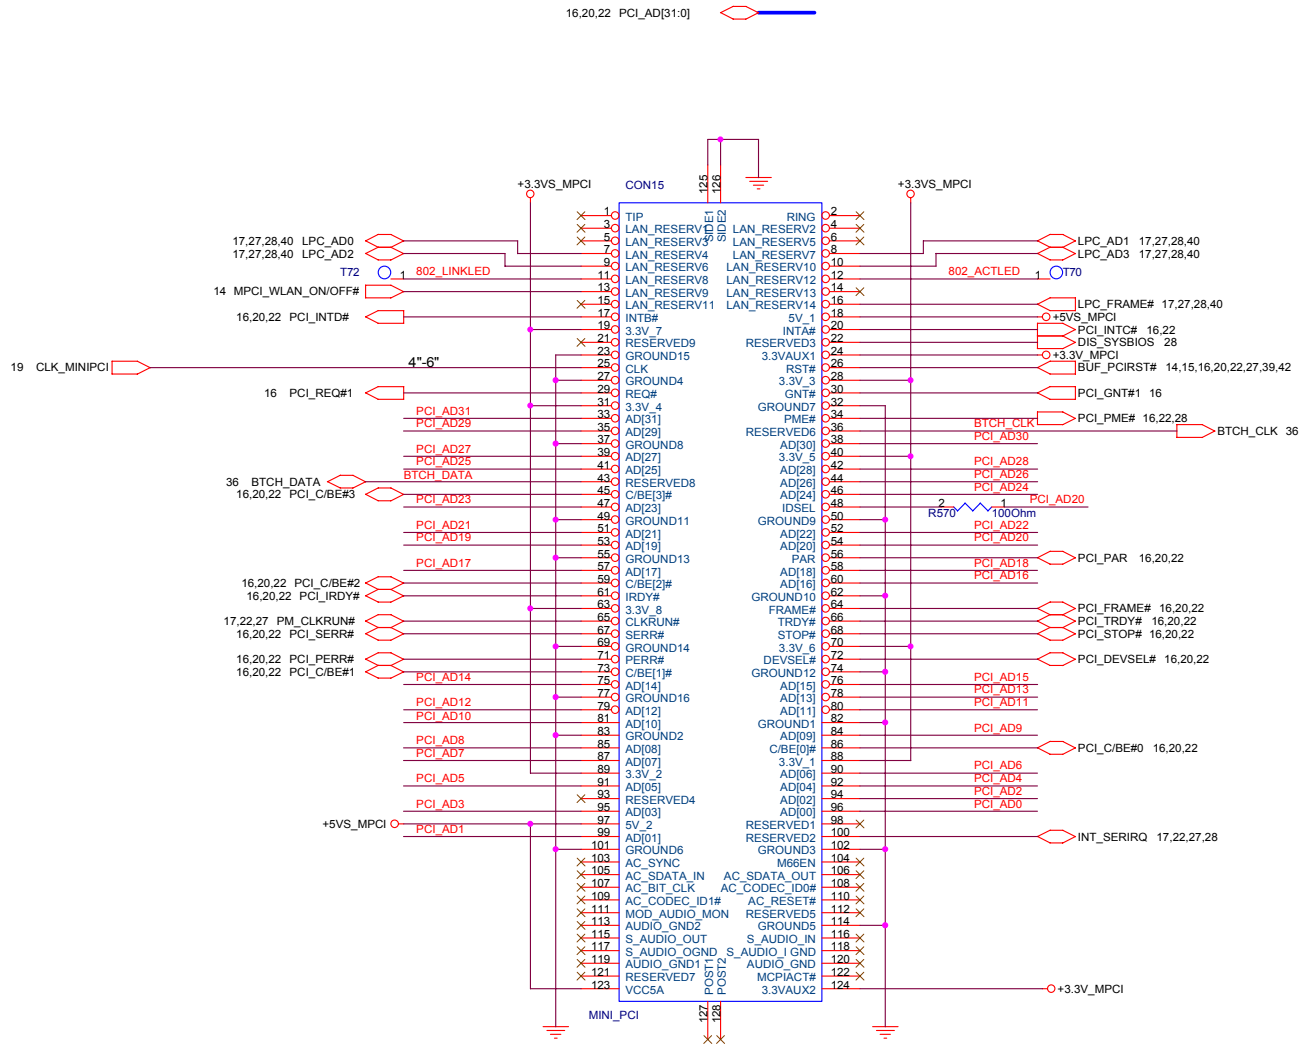 16,20,22 PCI_AD[31:0]
125 126
+3.3VS_MPCI CON15 +3.3VS_MPCI
SIDE1 SIDE2
1 TIP RING 2
3 LAN_RESERV1 LAN_RESERV2 4
17,27,28,40 LPC_AD0 5 LAN_RESERV3 LAN_RESERV5 6 LPC_AD1 17,27,28,40
17,27,28,40 LPC_AD2 7 LAN_RESERV4 LAN_RESERV7 8 LPC_AD3 17,27,28,40
9 LAN_RESERV6 LAN_RESERV10 10
T72 1 802_LINKLED 11 LAN_RESERV8 LAN_RESERV12 12 802_ACTLED 1 T70
14 MPCI_WLAN_ON/OFF# 13 LAN_RESERV9 LAN_RESERV13 14
15 LAN_RESERV11 LAN_RESERV14 16 LPC_FRAME# 17,27,28,40
16,20,22 PCI_INTD# 17 INTB# 5V_1 18 +5VS_MPCI
19 3.3V_7 INTA# 20 PCI_INTC# 16,22
21 RESERVED9 RESERVED3 22 DIS_SYSBIOS 28
23 GROUND15 3.3VAUX1 24 +3.3V_MPCI
19 CLK_MINIPCI 4"-6" 25 CLK RST# 26 BUF_PCIRST# 14,15,16,20,22,27,39,42
27 GROUND4 3.3V_3 28
16 PCI_REQ#1 29 REQ# GNT# 30 PCI_GNT#1 16
31 3.3V_4 GROUND7 32
PCI_AD31 33 AD[31] PME# 34 PCI_PME# 16,22,28
PCI_AD29 35 AD[29] RESERVED6 36 BTCH_CLK BTCH_CLK 36
37 GROUND8 AD[30] 38 PCI_AD30
PCI_AD27 39 AD[27] 3.3V_5 40
PCI_AD25 41 AD[25] AD[28] 42 PCI_AD28
36 BTCH_DATA BTCH_DATA 43 RESERVED8 AD[26] 44 PCI_AD26
16,20,22 PCI_C/BE#3 45 C/BE[3]# AD[24] 46 PCI_AD24
PCI_AD23 47 AD[23] IDSEL 48 2 R570 1 100Ohm PCI_AD20
49 GROUND11 GROUND9 50
PCI_AD21 51 AD[21] AD[22] 52 PCI_AD22
PCI_AD19 53 AD[19] AD[20] 54 PCI_AD20
55 GROUND13 PAR 56 PCI_PAR 16,20,22
PCI_AD17 57 AD[17] AD[18] 58 PCI_AD18
16,20,22 PCI_C/BE#2 59 C/BE[2]# AD[16] 60 PCI_AD16
16,20,22 PCI_IRDY# 61 IRDY# GROUND10 62
63 3.3V_8 FRAME# 64 PCI_FRAME# 16,20,22
17,22,27 PM_CLKRUN# 65 CLKRUN# TRDY# 66 PCI_TRDY# 16,20,22
16,20,22 PCI_SERR# 67 SERR# STOP# 68 PCI_STOP# 16,20,22
69 GROUND14 3.3V_6 70
16,20,22 PCI_PERR# 71 PERR# DEVSEL# 72 PCI_DEVSEL# 16,20,22
16,20,22 PCI_C/BE#1 73 C/BE[1]# GROUND12 74
PCI_AD14 75 AD[14] AD[15] 76 PCI_AD15
77 GROUND16 AD[13] 78 PCI_AD13
PCI_AD12 79 AD[12] AD[11] 80 PCI_AD11
PCI_AD10 81 AD[10] GROUND1 82
83 GROUND2 AD[09] 84 PCI_AD9
PCI_AD8 85 AD[08] C/BE[0]# 86 PCI_C/BE#0 16,20,22
PCI_AD7 87 AD[07] 3.3V_1 88
89 3.3V_2 AD[06] 90 PCI_AD6
PCI_AD5 91 AD[05] AD[04] 92 PCI_AD4
93 RESERVED4 AD[02] 94 PCI_AD2
PCI_AD3 95 AD[03] AD[00] 96 PCI_AD0
+5VS_MPCI 97 5V_2 RESERVED1 98
PCI_AD1 99 AD[01] RESERVED2 100 INT_SERIRQ 17,22,27,28
101 GROUND6 GROUND3 102
103 AC_SYNC M66EN 104
105 AC_SDATA_IN AC_SDATA_OUT 106
107 AC_BIT_CLK AC_CODEC_ID0# 108
109 AC_CODEC_ID1# AC_RESET# 110
111 MOD_AUDIO_MON RESERVED5 112
113 AUDIO_GND2 GROUND5 114
115 S_AUDIO_OUT S_AUDIO_IN 116
117 S_AUDIO_OGND S_AUDIO_I GND 118
119 AUDIO_GND1 AUDIO_GND 120
121 RESERVED7 MCPIACT# 122
123 VCC5A 3.3VAUX2 124 +3.3V_MPCI
POST1 POST2
MINI_PCI 127 128